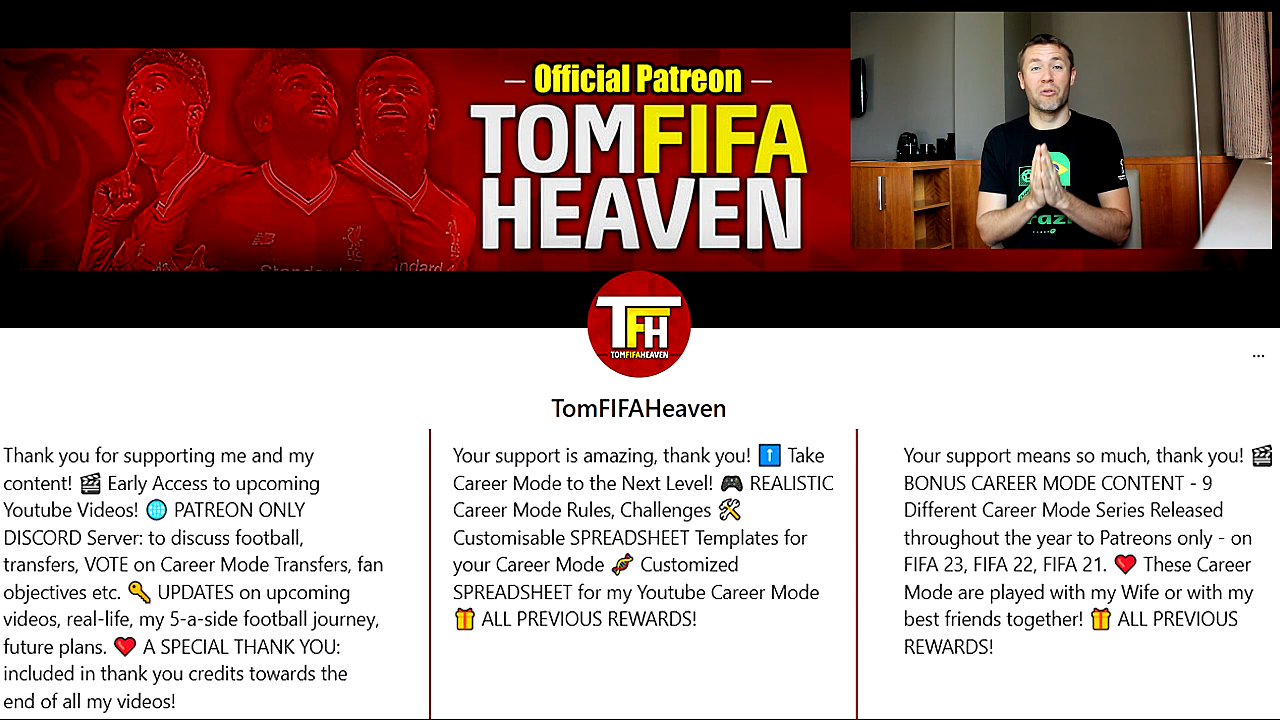 — Official Patreon —
TOMFIFA
HEAVEN
TFH
TOMFIFAHEAVEN
...
TomFIFAHeaven
Thank you for supporting me and my
content! 🎬 Early Access to upcoming
Youtube Videos! 🌐 PATREON ONLY
DISCORD Server: to discuss football,
transfers, VOTE on Career Mode Transfers, fan
objectives etc. 🔑 UPDATES on upcoming
videos, real-life, my 5-a-side football journey,
future plans. ❤️ A SPECIAL THANK YOU:
included in thank you credits towards the
end of all my videos!
Your support is amazing, thank you! ⬆️ Take
Career Mode to the Next Level! 🎮 REALISTIC
Career Mode Rules, Challenges 🛠️
Customisable SPREADSHEET Templates for
your Career Mode 🧬 Customized
SPREADSHEET for my Youtube Career Mode
🎁 ALL PREVIOUS REWARDS!
Your support means so much, thank you! 🎬
BONUS CAREER MODE CONTENT - 9
Different Career Mode Series Released
throughout the year to Patreons only - on
FIFA 23, FIFA 22, FIFA 21. ❤️ These Career
Mode are played with my Wife or with my
best friends together! 🎁 ALL PREVIOUS
REWARDS!